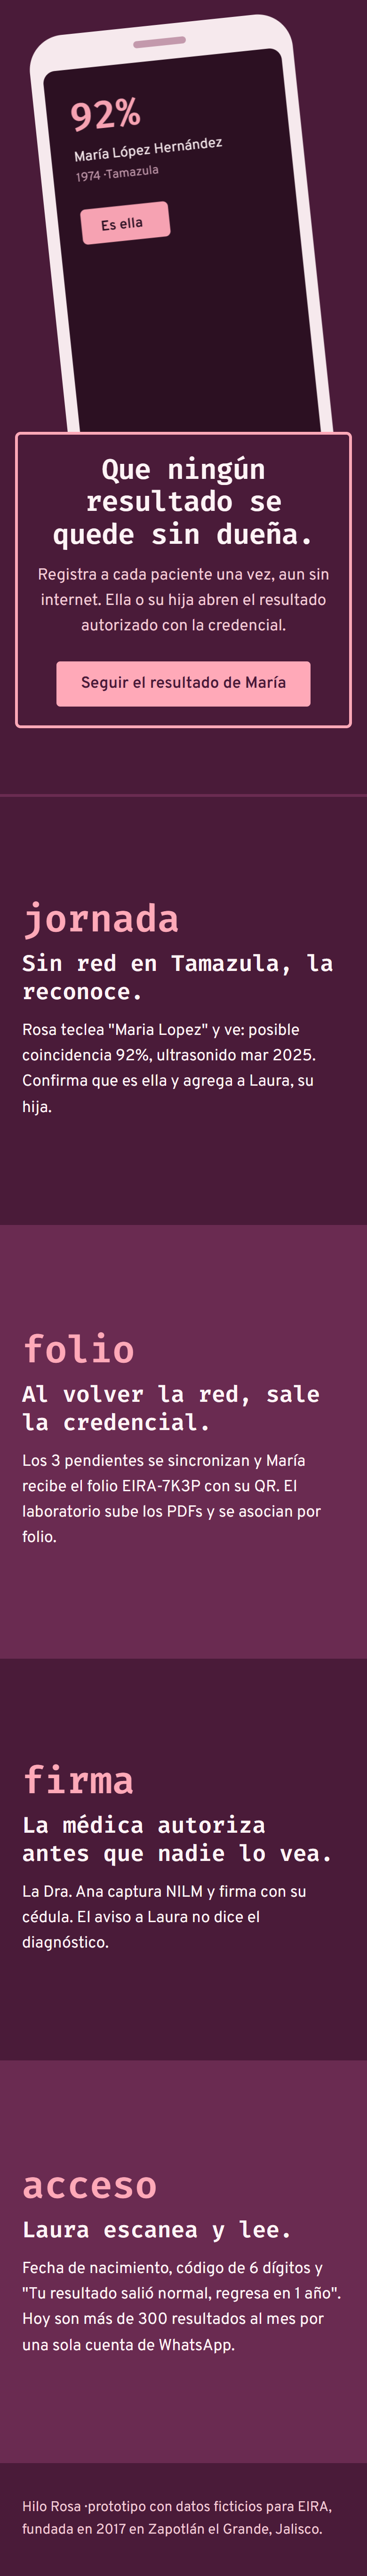 92%
María López Hernández
1974 ·Tamazula
Es ella
Que ningún
resultado se
quede sin dueña.
Registra a cada paciente una vez, aun sin
internet. Ella o su hija abren el resultado
autorizado con la credencial.
Seguir el resultado de María
jornada
Sin red en Tamazula, la
reconoce.
Rosa teclea "Maria Lopez" y ve: posible
coincidencia 92%, ultrasonido mar 2025.
Confirma que es ella y agrega a Laura, su
hija.
folio
Al volver la red, sale
la credencial.
Los 3 pendientes se sincronizan y María
recibe el folio EIRA-7K3P con su QR. El
laboratorio sube los PDFs y se asocian por
folio.
firma
La médica autoriza
antes que nadie lo vea.
La Dra. Ana captura NILM y firma con su
cédula. El aviso a Laura no dice el
diagnóstico.
acceso
Laura escanea y lee.
Fecha de nacimiento, código de 6 dígitos y
"Tu resultado salió normal, regresa en 1 año".
Hoy son más de 300 resultados al mes por
una sola cuenta de WhatsApp.
Hilo Rosa ·prototipo con datos ficticios para EIRA,
fundada en 2017 en Zapotlán el Grande, Jalisco.